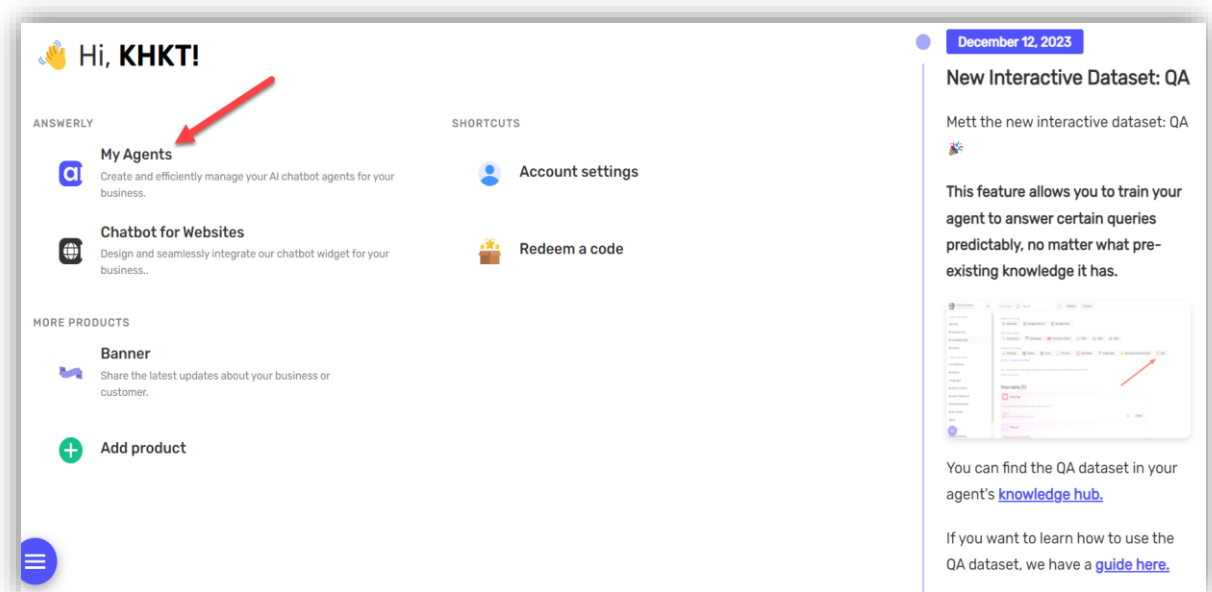 Hi, KHKT!
ANSWERLY
My Agents
Create and efficiently manage your AI chatbot agents for your
business.
Chatbot for Websites
Design and seamlessly integrate our chatbot widget for your
business..
MORE PRODUCTS
Banner
Share the latest updates about your business or
customer.
Add product
SHORTCUTS
Account settings
Redeem a code
December 12, 2023
New Interactive Dataset: QA
Mett the new interactive dataset: QA
This feature allows you to train your
agent to answer certain queries
predictably, no matter what pre-
existing knowledge it has.
You can find the QA dataset in your
agent's knowledge hub.
If you want to learn how to use the
QA dataset, we have a guide here.